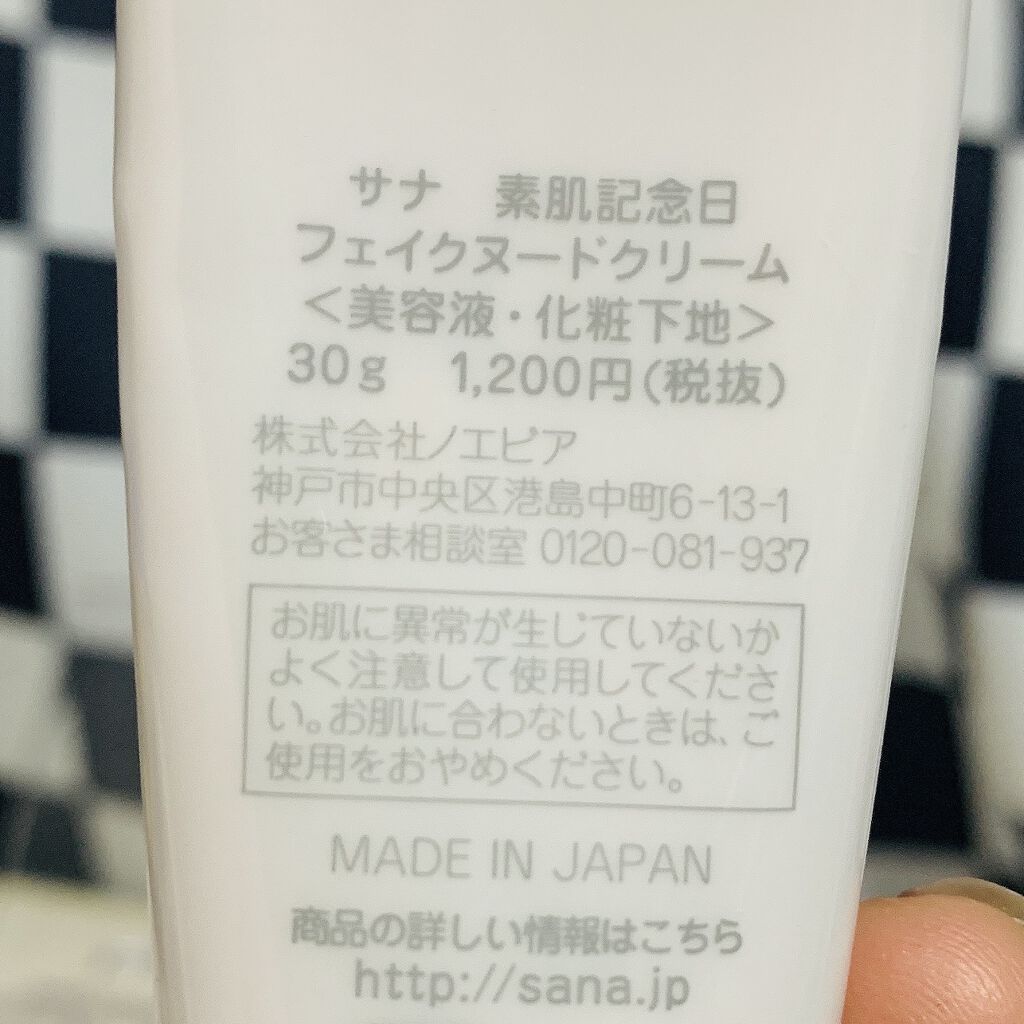 サナ　素肌記念日
フェイクヌードクリーム
＜美容液・化粧下地＞
30g　1,200円（税抜）
株式会社ノエビア
神戸市中央区港島中町6-13-1
お客さま相談室 0120-081-937
お肌に異常が生じていないか
よく注意して使用してくださ
い。お肌に合わないときは、ご
使用をおやめください。
MADE IN JAPAN
商品の詳しい情報はこちら
http://sana.jp